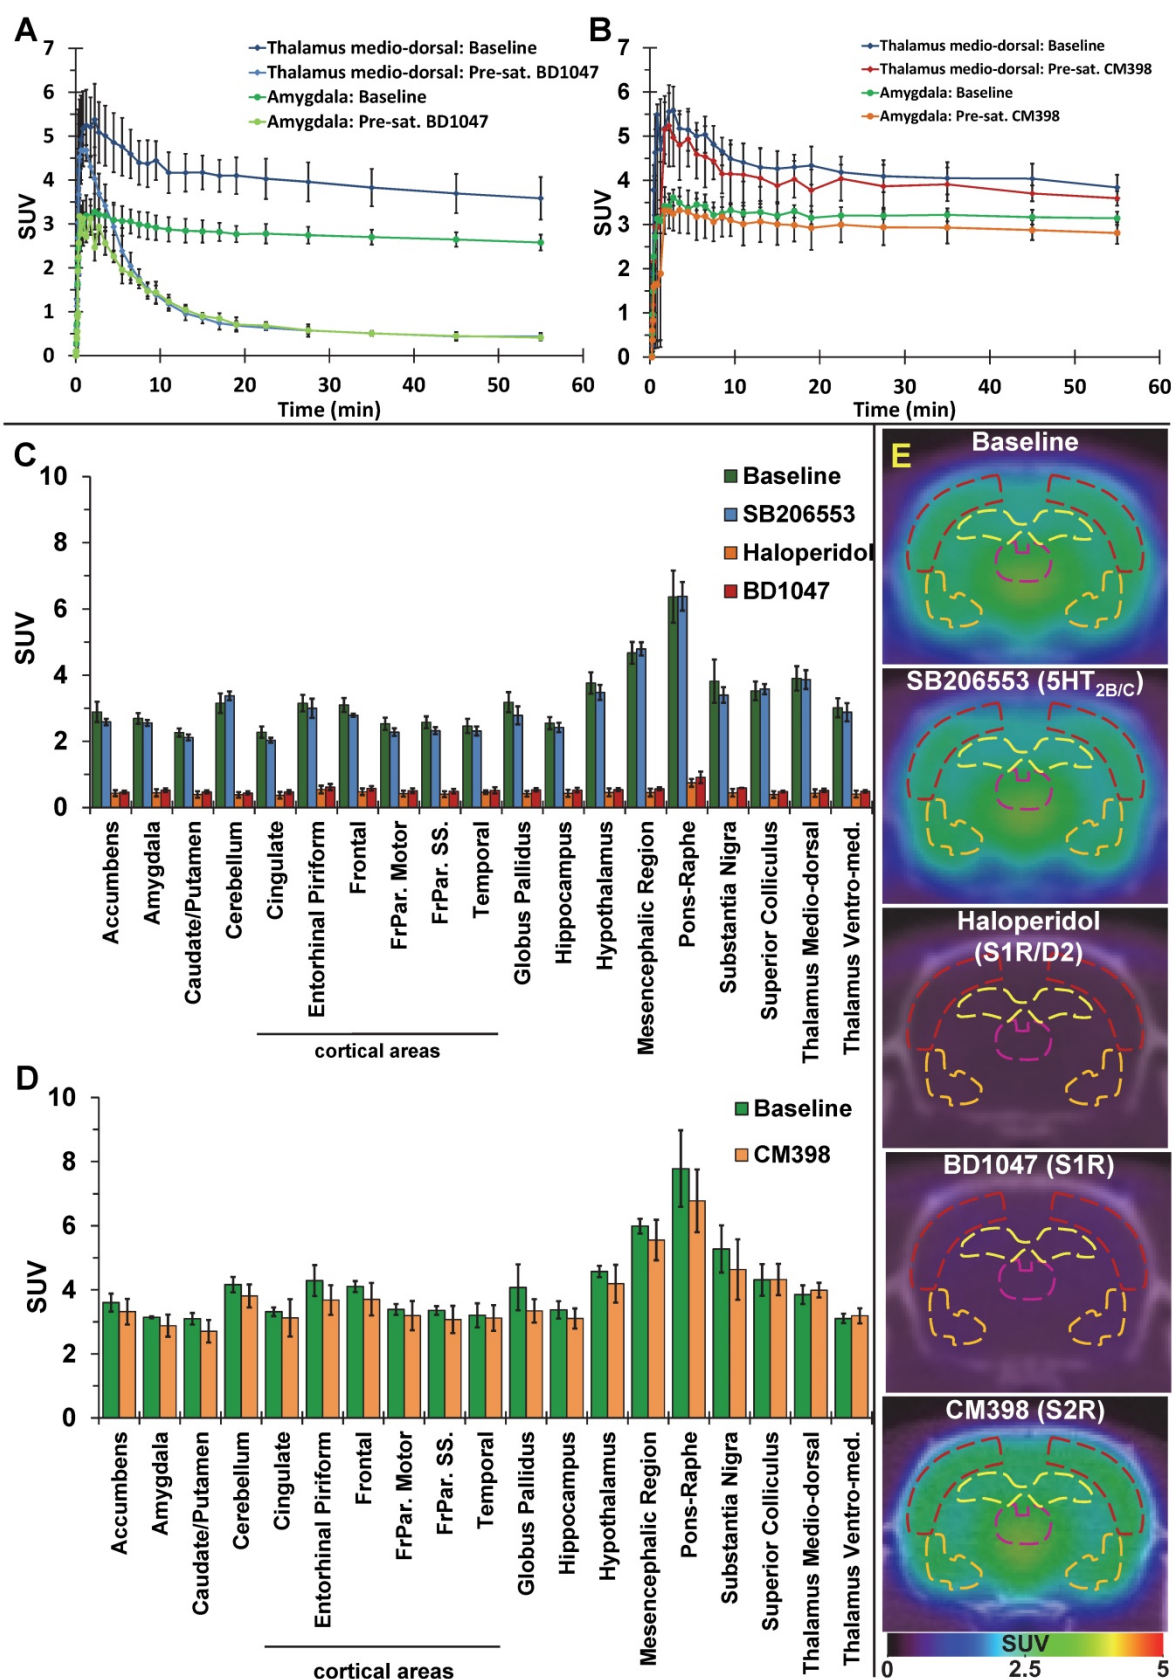 A
7
6
5
4
3
2
1
0
SUV
Thalamus medio-dorsal: Baseline
Thalamus medio-dorsal: Pre-sat. BD1047
Amygdala: Baseline
Amygdala: Pre-sat. BD1047
0 10 20 30 40 50 60
Time (min)
B
7
6
5
4
3
2
1
0
SUV
Thalamus medio-dorsal: Baseline
Thalamus medio-dorsal: Pre-sat. CM398
Amygdala: Baseline
Amygdala: Pre-sat. CM398
0 10 20 30 40 50 60
Time (min)
C
10
8
6
4
2
0
SUV
Baseline
SB206553
Haloperidol
BD1047
Accumbens
Amygdala
Caudate/Putamen
Cerebellum
Cingulate
Entorhinal Piriform
Frontal
FrPar. Motor
FrPar. SS.
Temporal
Globus Pallidus
Hippocampus
Hypothalamus
Mesencephalic Region
Pons-Raphe
Substantia Nigra
Superior Colliculus
Thalamus Medio-dorsal
Thalamus Ventro-med.
cortical areas
D
10
8
6
4
2
0
SUV
Baseline
CM398
Accumbens
Amygdala
Caudate/Putamen
Cerebellum
Cingulate
Entorhinal Piriform
Frontal
FrPar. Motor
FrPar. SS.
Temporal
Globus Pallidus
Hippocampus
Hypothalamus
Mesencephalic Region
Pons-Raphe
Substantia Nigra
Superior Colliculus
Thalamus Medio-dorsal
Thalamus Ventro-med.
cortical areas
E
Baseline
SB206553 (5HT2B/C)
Haloperidol
(S1R/D2)
BD1047 (S1R)
CM398 (S2R)
SUV
0 2.5 5